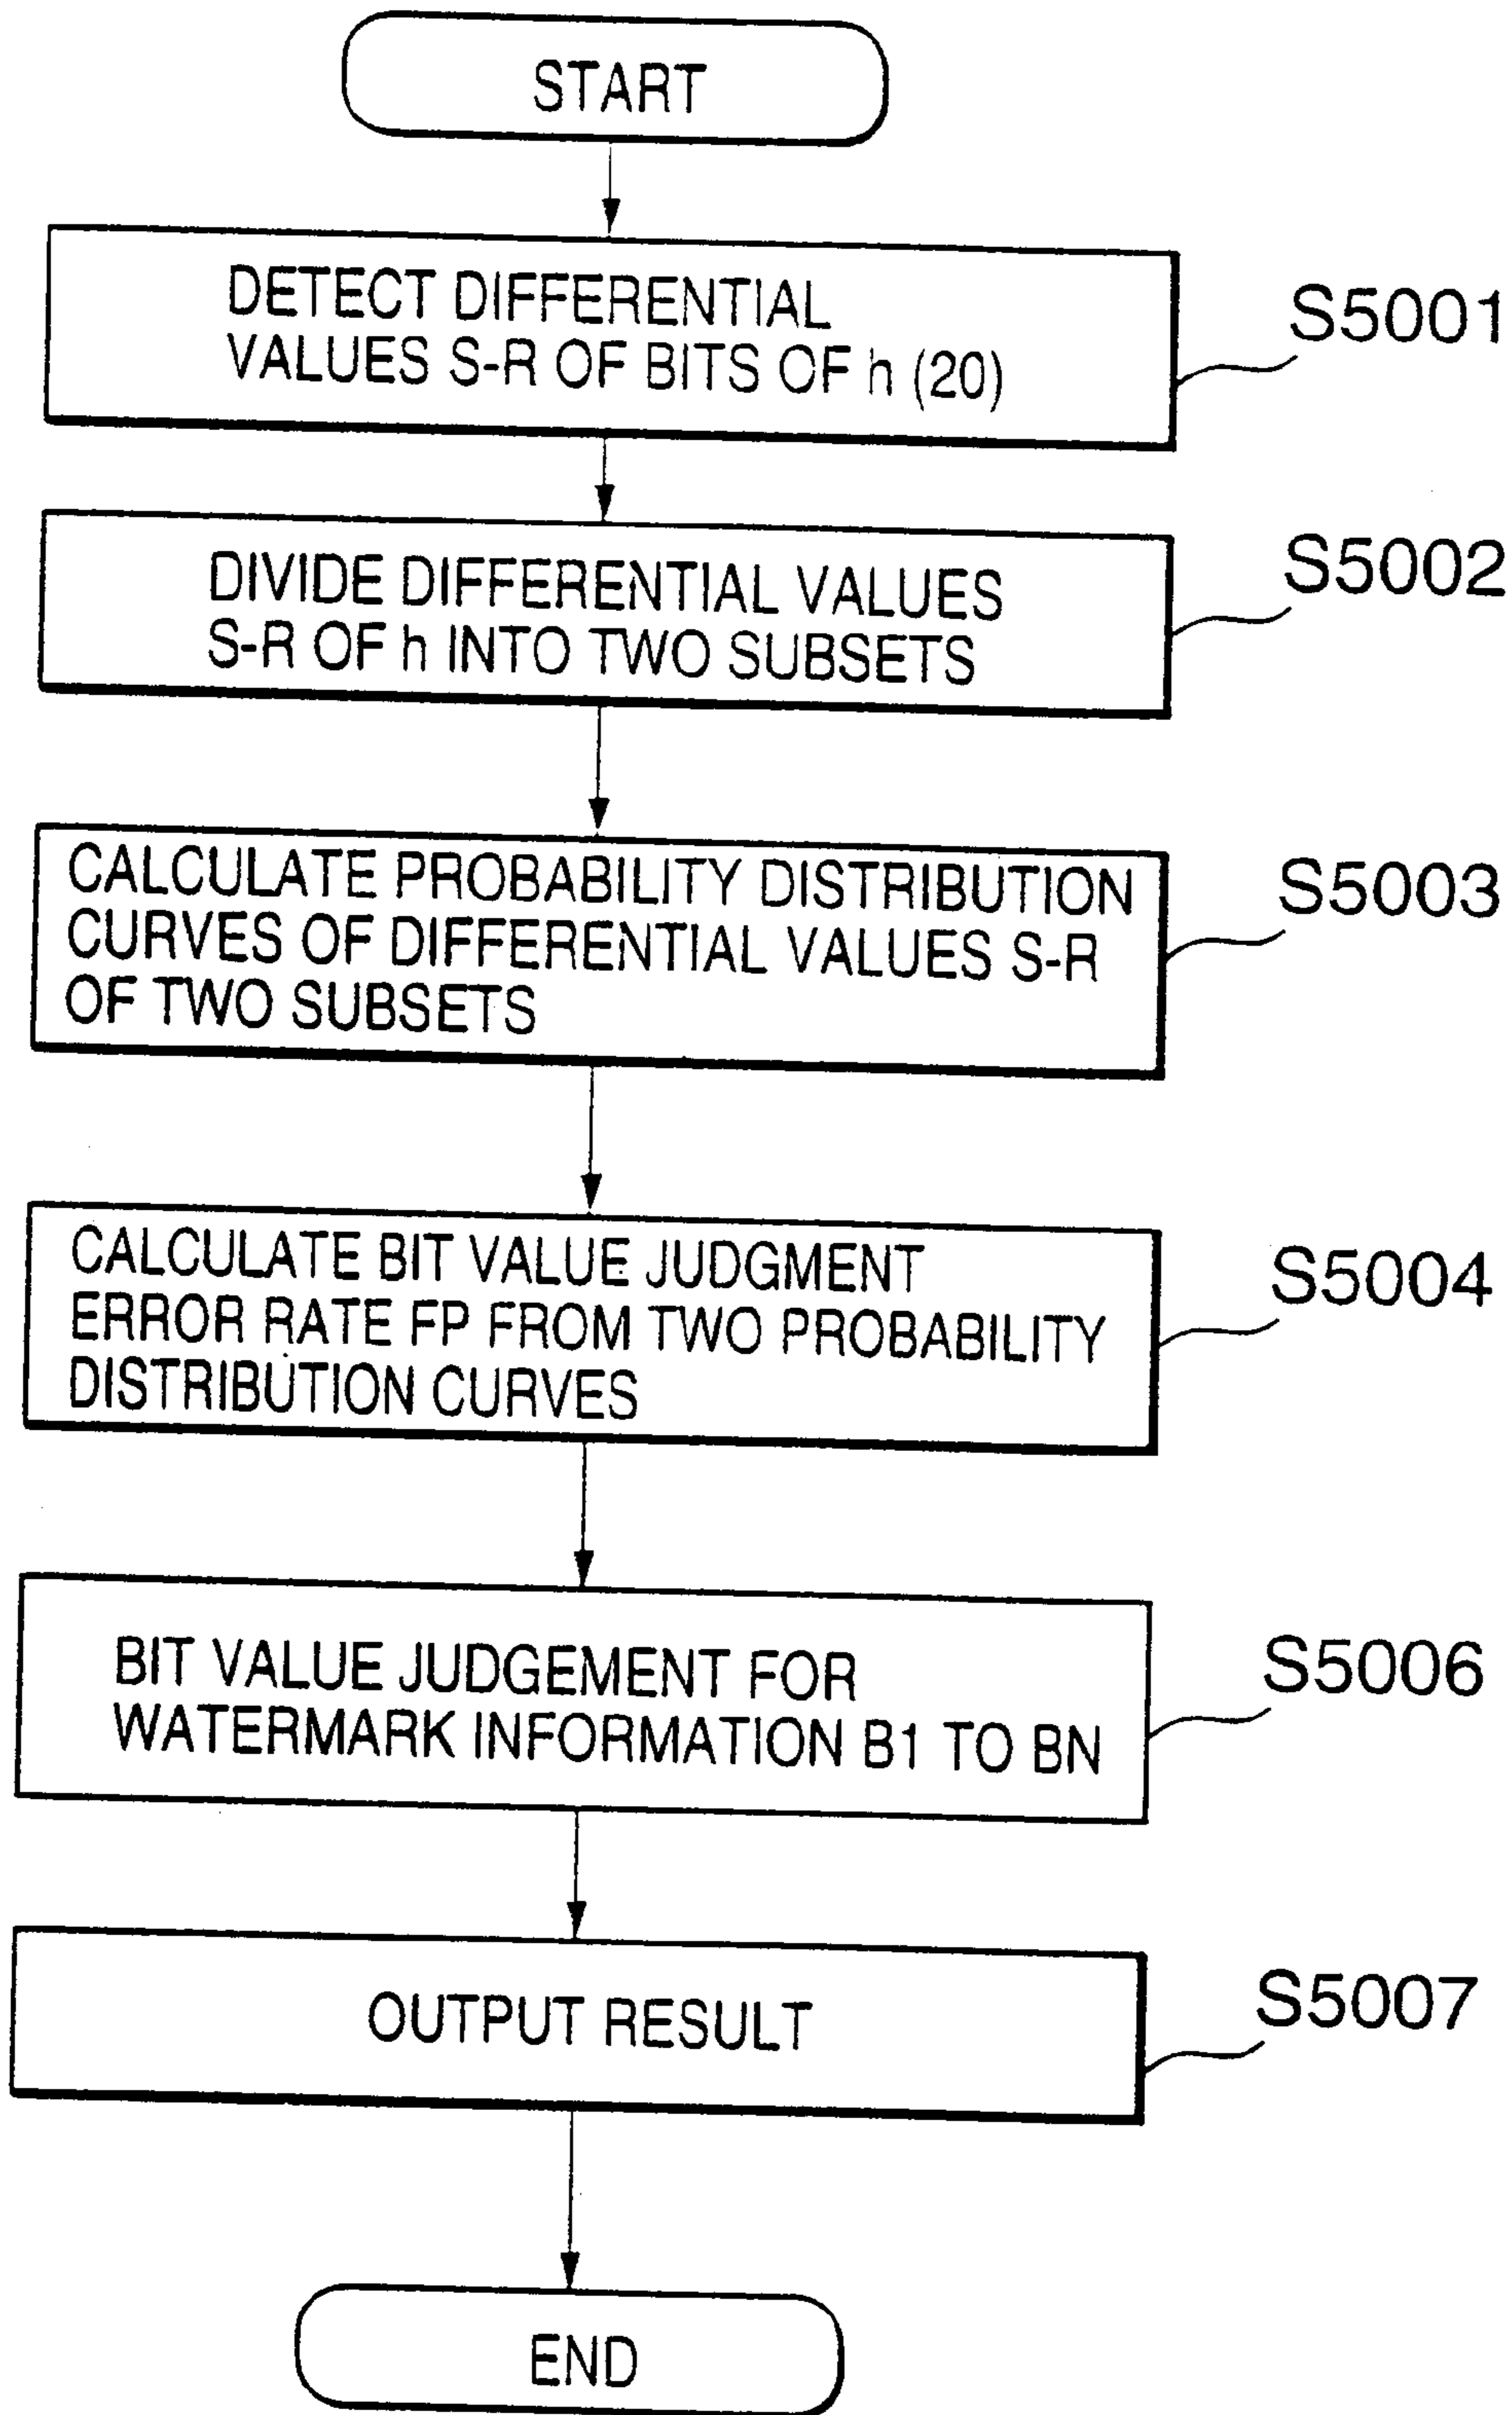 START
DETECT DIFFERENTIAL
VALUES S-R OF BITS OF h (20)
S5001
DIVIDE DIFFERENTIAL VALUES
S-R OF h INTO TWO SUBSETS
S5002
CALCULATE PROBABILITY DISTRIBUTION
CURVES OF DIFFERENTIAL VALUES S-R
OF TWO SUBSETS
S5003
CALCULATE BIT VALUE JUDGMENT
ERROR RATE FP FROM TWO PROBABILITY
DISTRIBUTION CURVES
S5004
BIT VALUE JUDGEMENT FOR
WATERMARK INFORMATION B1 TO BN
S5006
OUTPUT RESULT
S5007
END